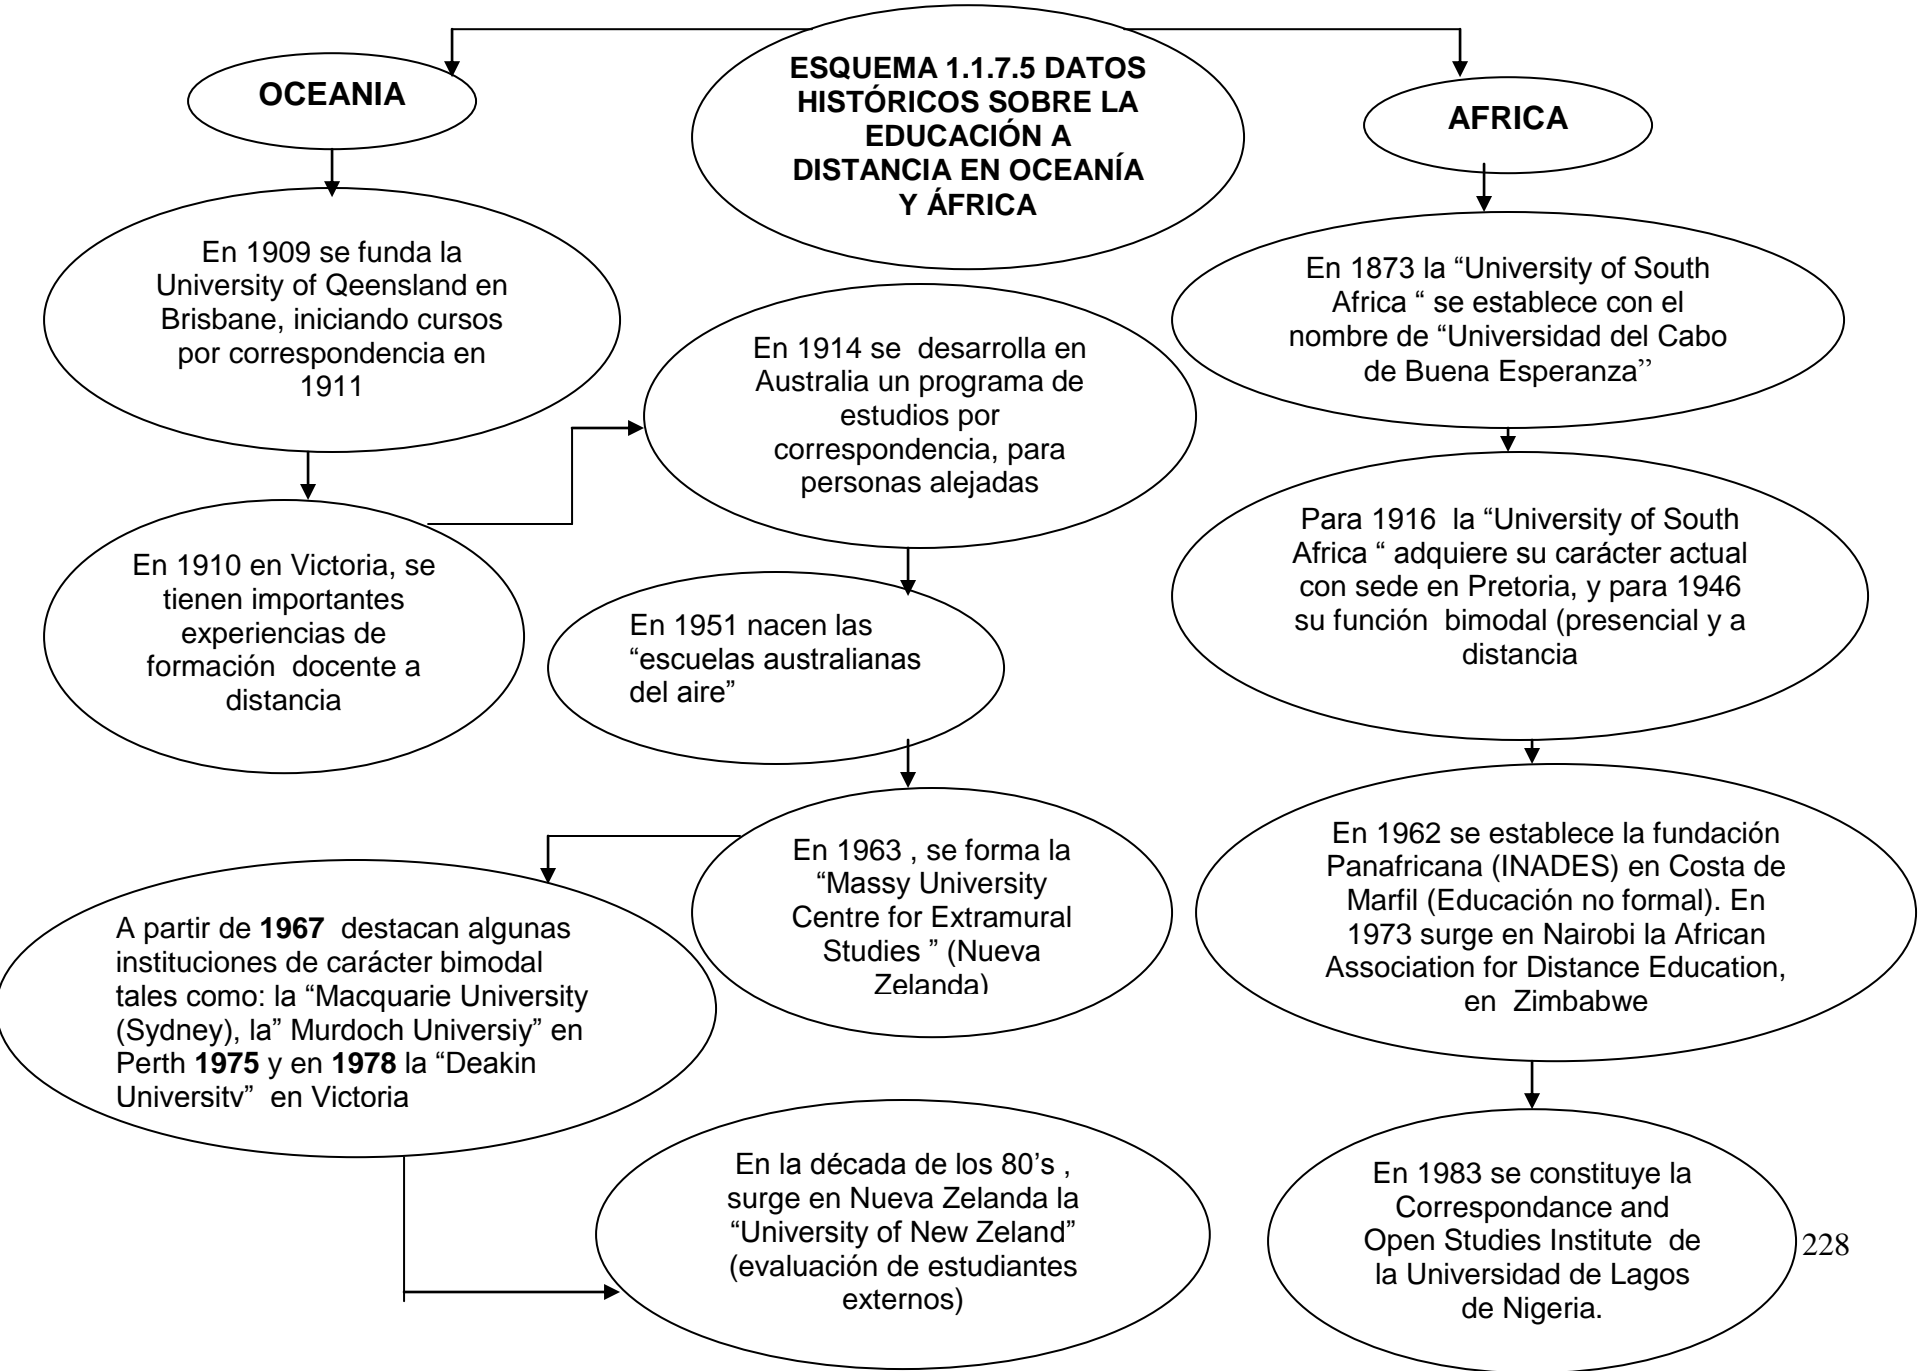 ESQUEMA 1.1.7.5 DATOS
HISTÓRICOS SOBRE LA
EDUCACIÓN A
DISTANCIA EN OCEANÍA
Y ÁFRICA
OCEANIA
En 1909 se funda la
University of Qeensland en
Brisbane, iniciando cursos
por correspondencia en
1911
En 1910 en Victoria, se
tienen importantes
experiencias de
formación docente a
distancia
En 1914 se desarrolla en
Australia un programa de
estudios por
correspondencia, para
personas alejadas
En 1951 nacen las
“escuelas australianas
del aire”
En 1963 , se forma la
“Massy University
Centre for Extramural
Studies ” (Nueva
Zelanda)
A partir de 1967 destacan algunas
instituciones de carácter bimodal
tales como: la “Macquarie University
(Sydney), la” Murdoch Universiy” en
Perth 1975 y en 1978 la “Deakin
University” en Victoria
En la década de los 80’s ,
surge en Nueva Zelanda la
“University of New Zeland”
(evaluación de estudiantes
externos)
AFRICA
En 1873 la “University of South
Africa “ se establece con el
nombre de “Universidad del Cabo
de Buena Esperanza”
Para 1916 la “University of South
Africa “ adquiere su carácter actual
con sede en Pretoria, y para 1946
su función bimodal (presencial y a
distancia
En 1962 se establece la fundación
Panafricana (INADES) en Costa de
Marfil (Educación no formal). En
1973 surge en Nairobi la African
Association for Distance Education,
en Zimbabwe
En 1983 se constituye la
Correspondance and
Open Studies Institute de
la Universidad de Lagos
de Nigeria.
228